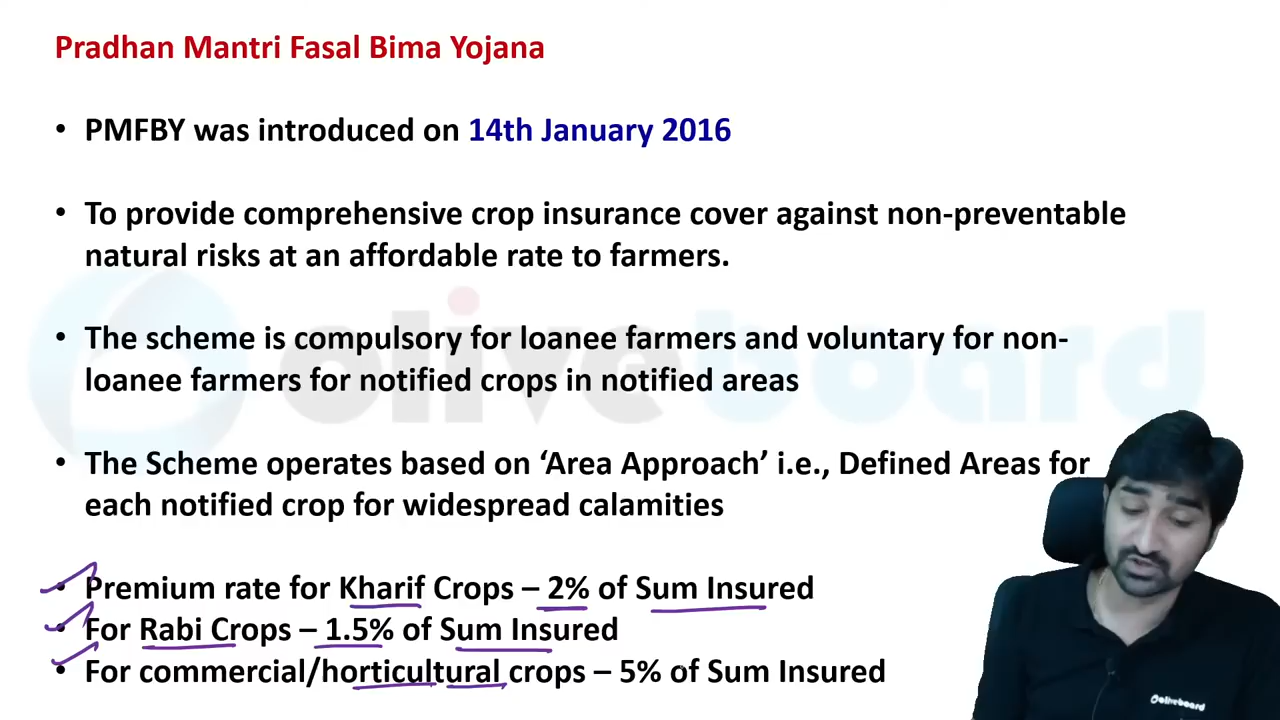 Pradhan Mantri Fasal Bima Yojana
• PMFBY was introduced on 14th January 2016
• To provide comprehensive crop insurance cover against non-preventable
natural risks at an affordable rate to farmers.
• The scheme is compulsory for loanee farmers and voluntary for non-
loanee farmers for notified crops in notified areas
• The Scheme operates based on ‘Area Approach’ i.e., Defined Areas for
each notified crop for widespread calamities
• Premium rate for Kharif Crops – 2% of Sum Insured
• For Rabi Crops – 1.5% of Sum Insured
• For commercial/horticultural crops – 5% of Sum Insured
oliveboard
oliveboard